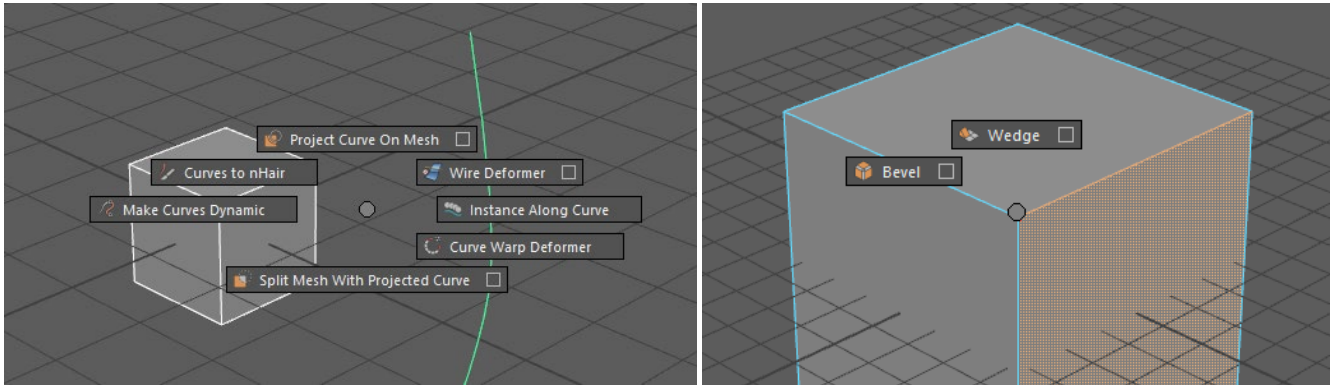 Project Curve On Mesh
Curves to nHair
Wire Deformer
Make Curves Dynamic
Instance Along Curve
Curve Warp Deformer
Split Mesh With Projected Curve
Wedge
Bevel